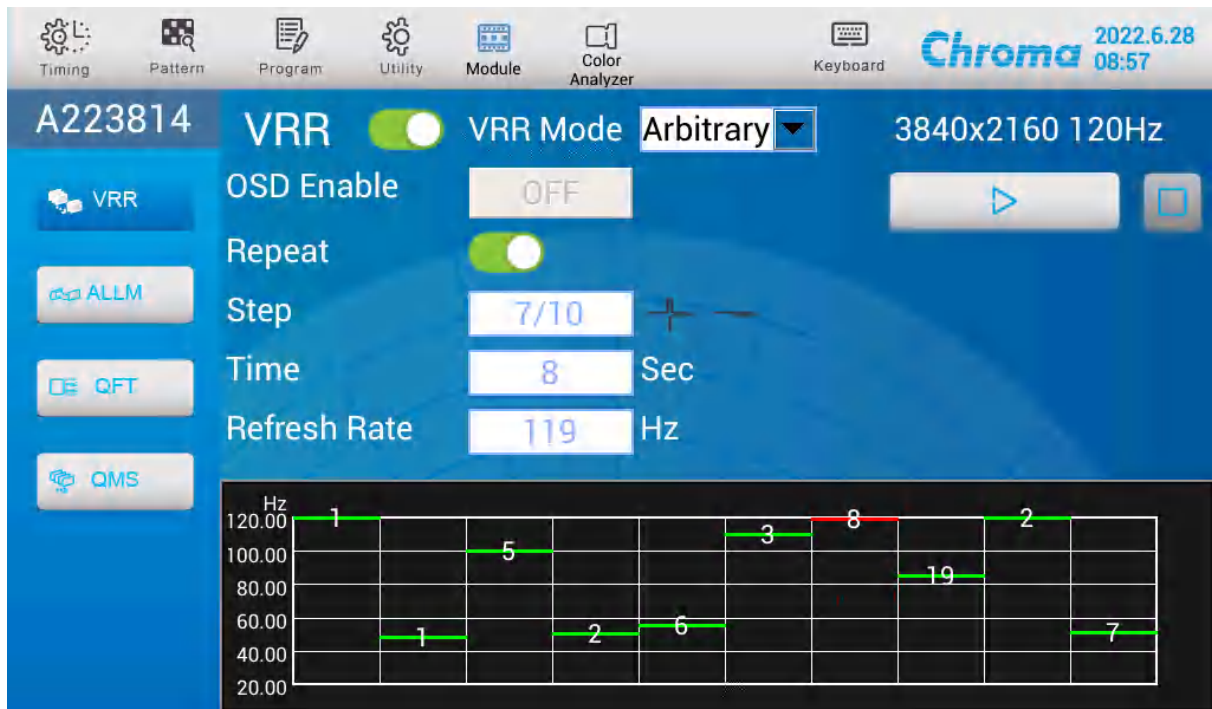 Timing Pattern Program Utility Module Color Analyzer Keyboard Chroma 2022.6.28 08:57
A223814
VRR VRR Mode Arbitrary 3840x2160 120Hz
VRR
OSD Enable OFF
Repeat
ALLM
Step 7/10
Time 8 Sec
QFT
Refresh Rate 119 Hz
QMS
Hz
120.00
100.00
80.00
60.00
40.00
20.00
1 1 5 2 6 3 8 19 2 7